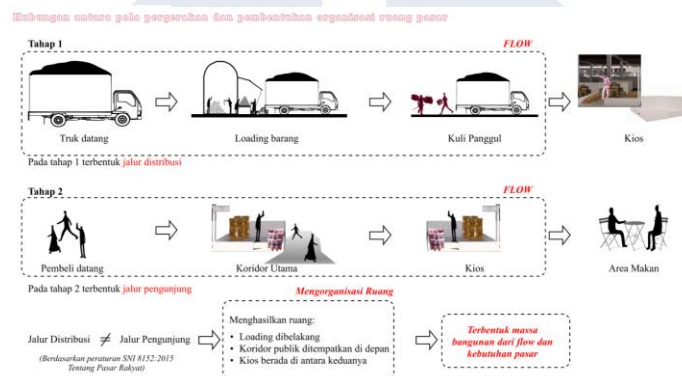 Hubungan antara pola pergerakan dan pembentukan organisasi ruang pasar
Tahap 1
FLOW
Truk datang
Loading barang
Kuli Panggul
Kios
Pada tahap 1 terbentuk jalur distribusi
Tahap 2
FLOW
Pembeli datang
Koridor Utama
Kios
Area Makan
Pada tahap 2 terbentuk jalur pengunjung
Mengorganisasi Ruang
Jalur Distribusi ≠ Jalur Pengunjung
(Berdasarkan peraturan SNI 8152:2015
Tentang Pasar Rakyat)
Menghasilkan ruang:
• Loading dibelakang
• Koridor publik ditempatkan di depan
• Kios berada di antara keduanya
Terbentuk massa
bangunan dari flow dan
kebutuhan pasar